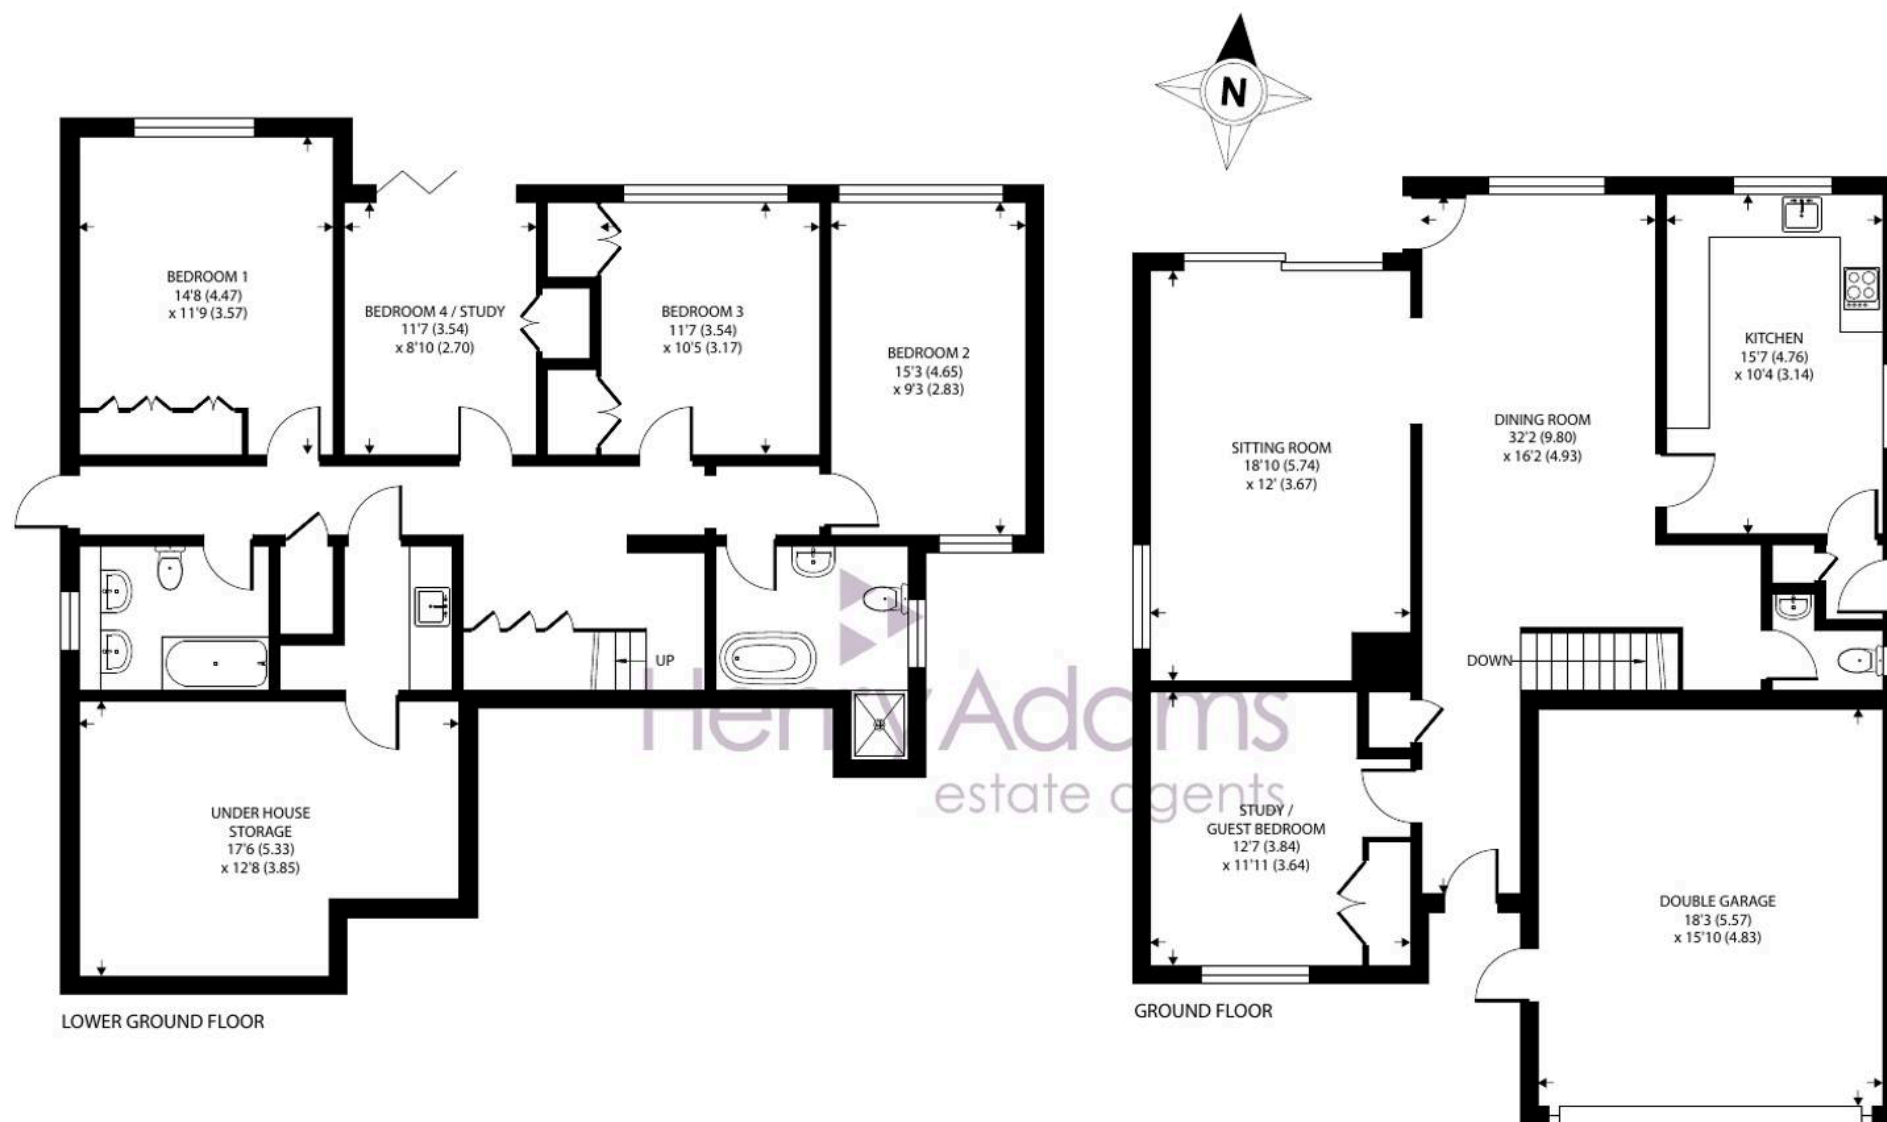 N
BEDROOM 1
14'8 (4.47)
x 11'9 (3.57)
BEDROOM 4 / STUDY
11'7 (3.54)
x 8'10 (2.70)
BEDROOM 3
11'7 (3.54)
x 10'5 (3.17)
BEDROOM 2
15'3 (4.65)
x 9'3 (2.83)
UP
UNDER HOUSE
STORAGE
17'6 (5.33)
x 12'8 (3.85)
LOWER GROUND FLOOR
SITTING ROOM
18'10 (5.74)
x 12' (3.67)
DINING ROOM
32'2 (9.80)
x 16'2 (4.93)
KITCHEN
15'7 (4.76)
x 10'4 (3.14)
DOWN
STUDY /
GUEST BEDROOM
12'7 (3.84)
x 11'11 (3.64)
DOUBLE GARAGE
18'3 (5.57)
x 15'10 (4.83)
GROUND FLOOR
Henry Adams
estate agents